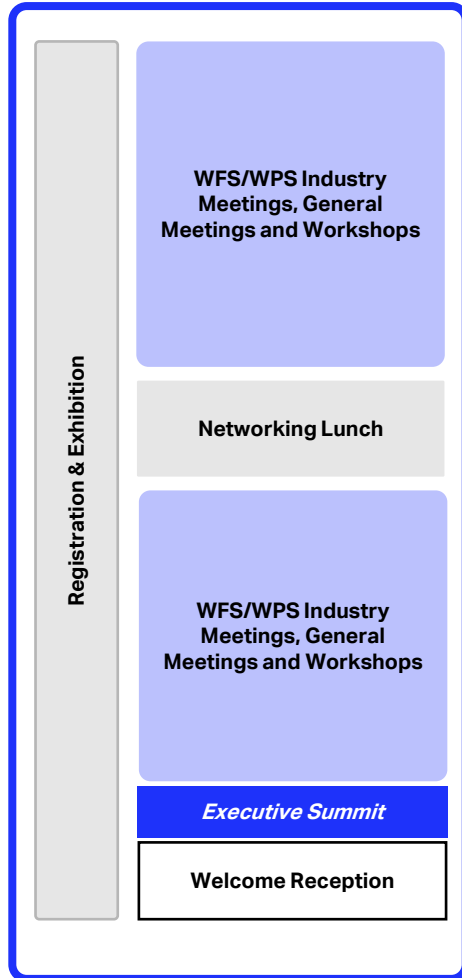 Registration & Exhibition
WFS/WPS Industry
Meetings, General
Meetings and Workshops
Networking Lunch
WFS/WPS Industry
Meetings, General
Meetings and Workshops
Executive Summit
Welcome Reception